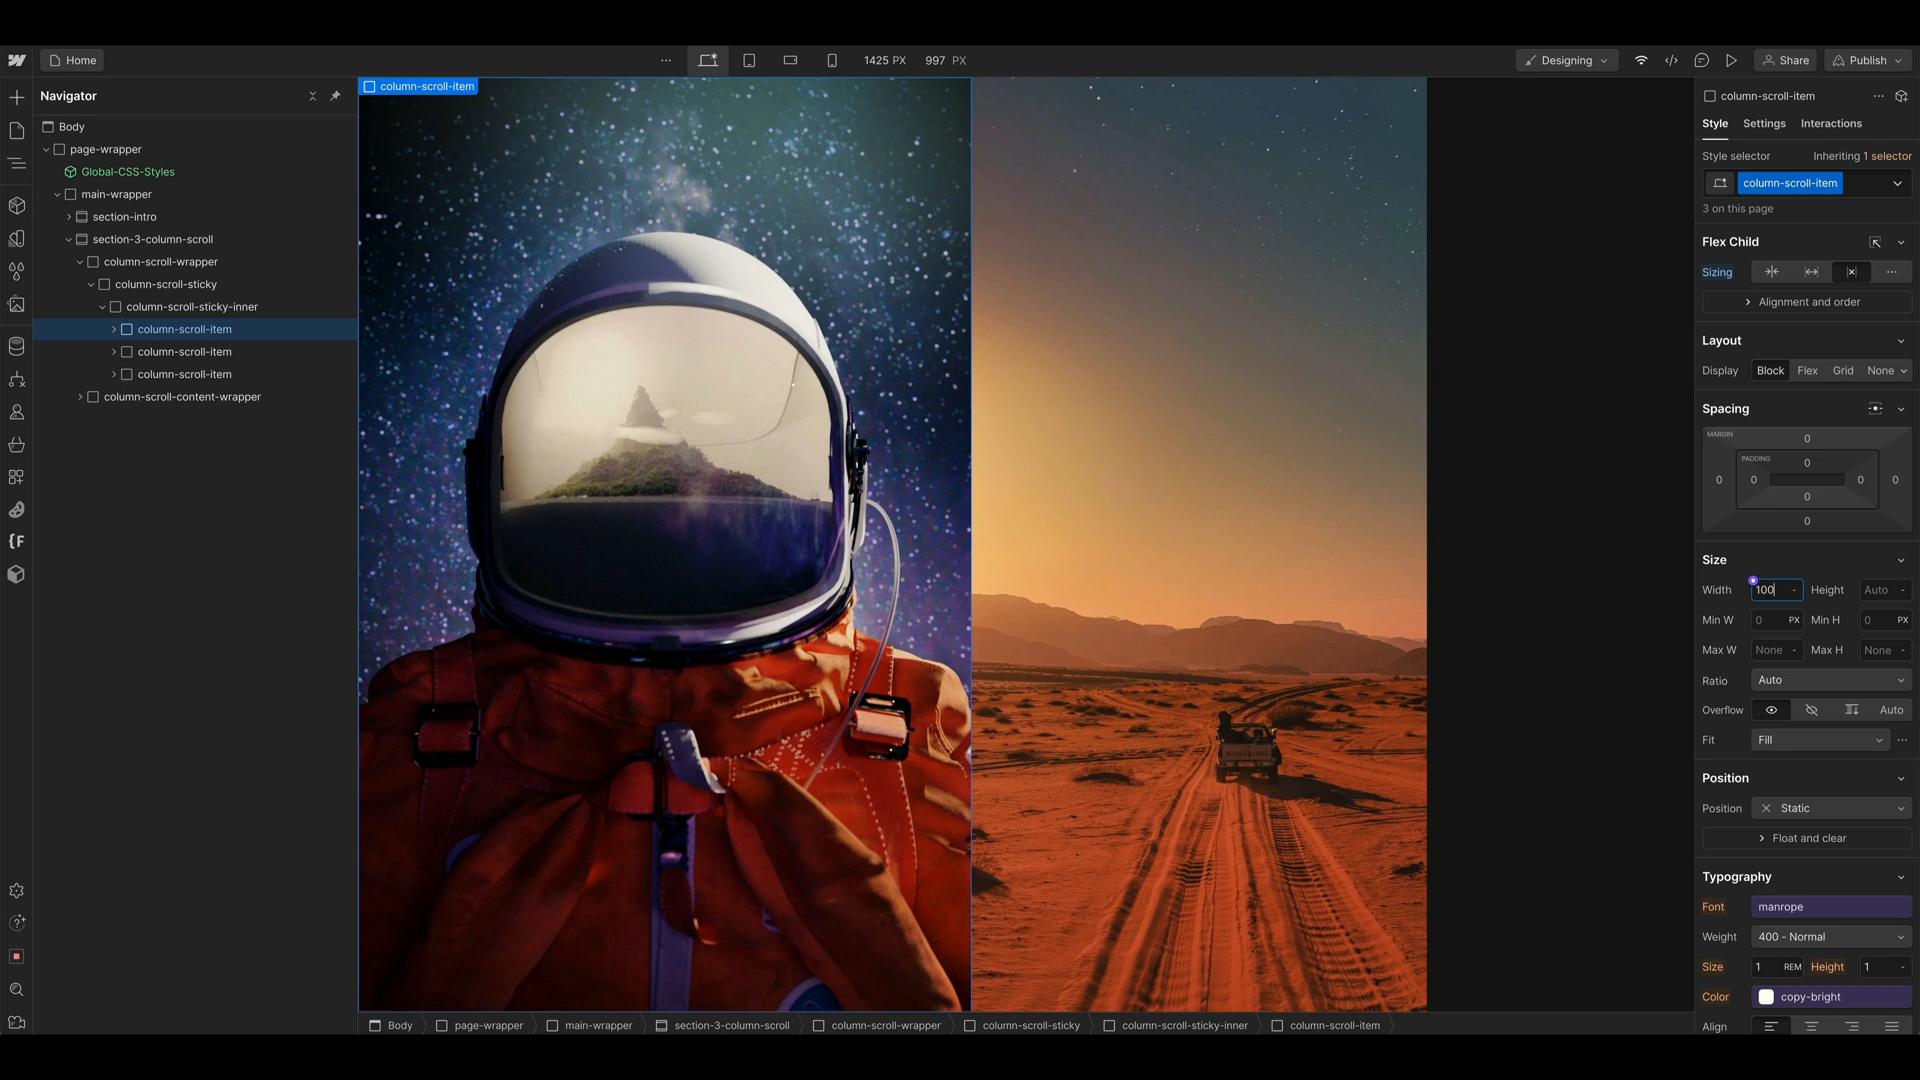 Home
1425 PX 997 PX
Designing
Share
Publish
Navigator
Body
page-wrapper
Global-CSS-Styles
main-wrapper
section-intro
section-3-column-scroll
column-scroll-wrapper
column-scroll-sticky
column-scroll-sticky-inner
column-scroll-item
column-scroll-item
column-scroll-item
column-scroll-content-wrapper
column-scroll-item
column-scroll-item
Style Settings Interactions
Style selector Inheriting 1 selector
column-scroll-item
3 on this page
Flex Child
Sizing
Alignment and order
Layout
Display Block Flex Grid None
Spacing
MARGIN
0
PADDING
0
0 0 0 0
0
0
Size
Width 100 - Height Auto -
Min W 0 PX Min H 0 PX
Max W None - Max H None -
Ratio Auto
Overflow Auto
Fit Fill
Position
Position Static
Float and clear
Typography
Font manrope
Weight 400 - Normal
Size 1 REM Height 1 -
Color copy-bright
Align
Body page-wrapper main-wrapper section-3-column-scroll column-scroll-wrapper column-scroll-sticky column-scroll-sticky-inner column-scroll-item